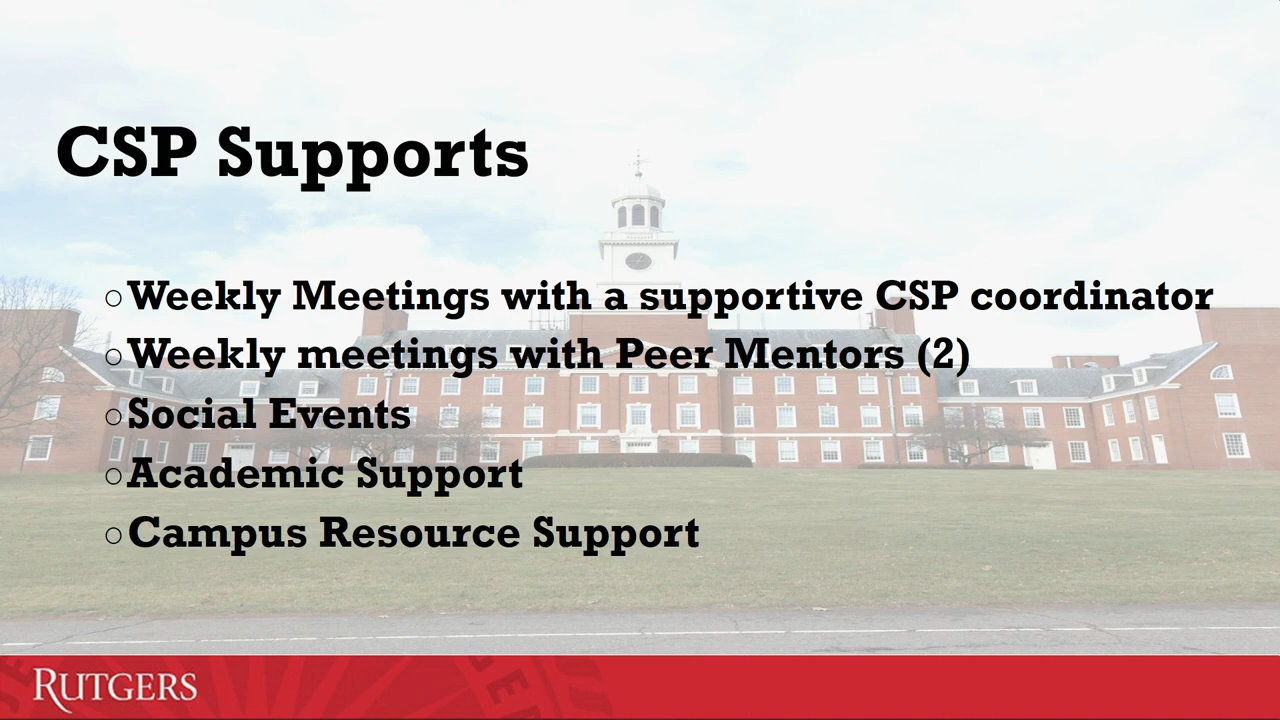 CSP Supports
○Weekly Meetings with a supportive CSP coordinator
○Weekly meetings with Peer Mentors (2)
○Social Events
○Academic Support
○Campus Resource Support
RUTGERS